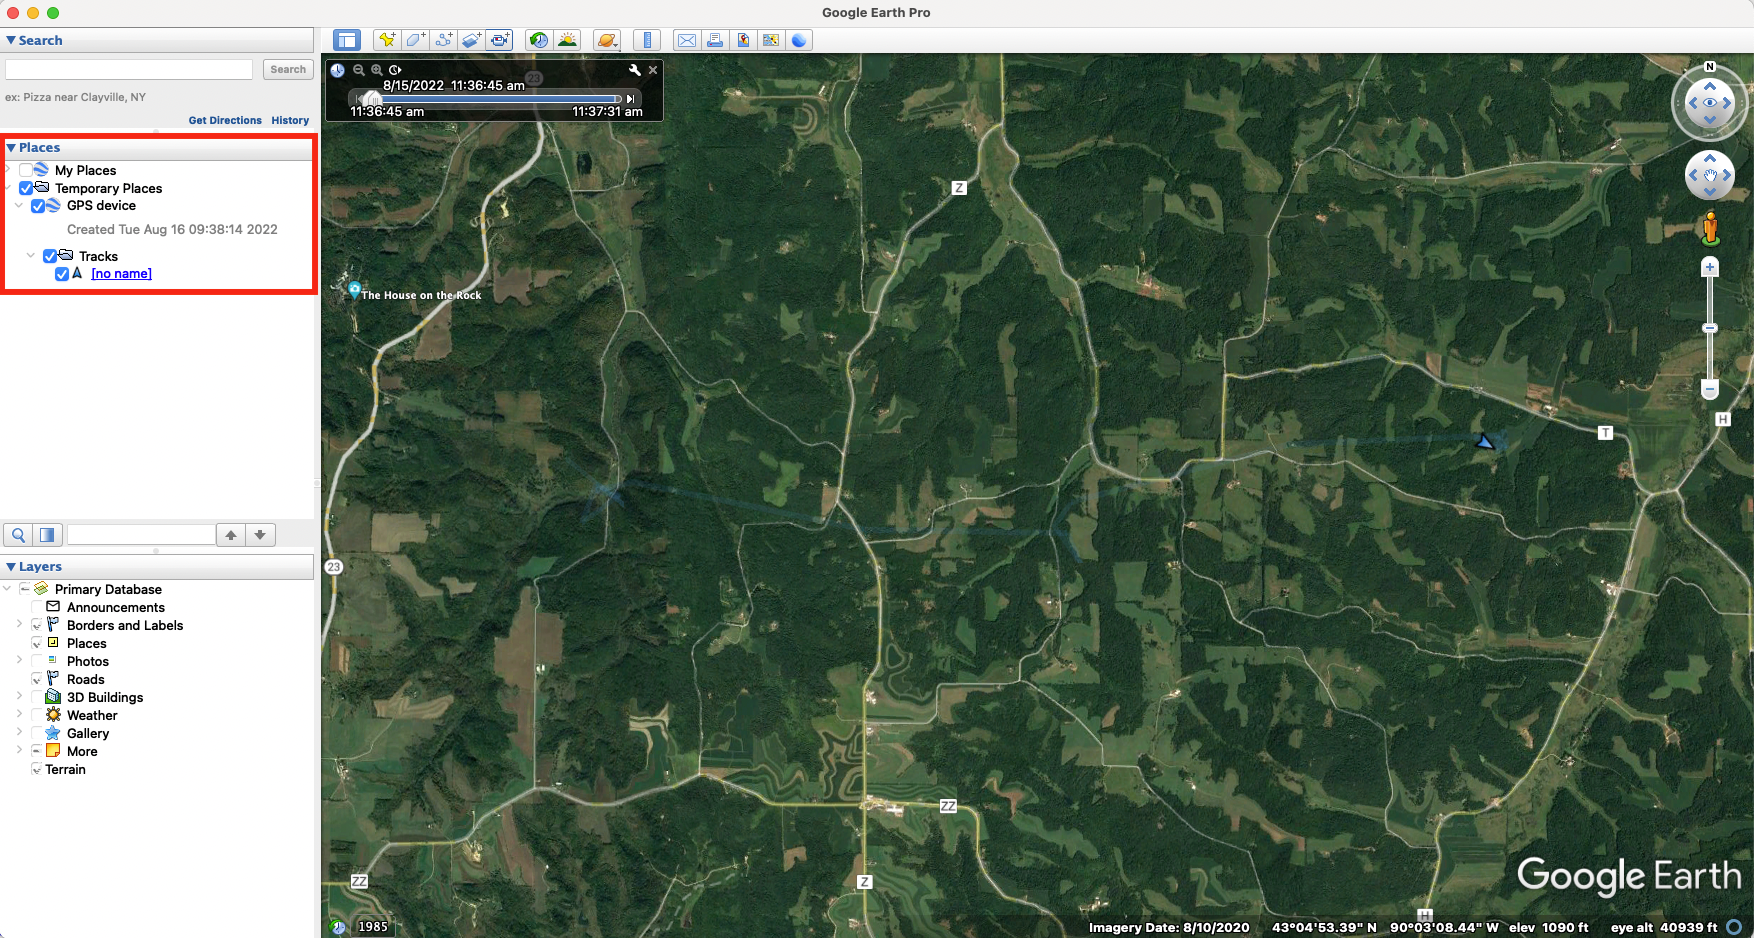 Google Earth Pro
Search
Search
ex: Pizza near Clayville, NY
Get Directions History
Places
My Places
Temporary Places
GPS device
Created Tue Aug 16 09:38:14 2022
Tracks
[no name]
Layers
Primary Database
Announcements
Borders and Labels
Places
Photos
Roads
3D Buildings
Weather
Gallery
More
Terrain
23
8/15/2022 11:36:45 am
11:36:45 am 11:37:31 am
N
Z
The House on the Rock
H
T
23
ZZ
ZZ
Z
Google Earth
H
1985
Imagery Date: 8/10/2020 43°04'53.39" N 90°03'08.44" W elev 1090 ft eye alt 40939 ft